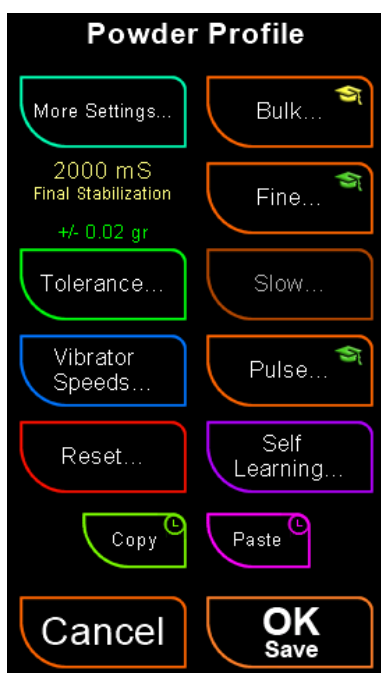 Powder Profile
More Settings...
Bulk...
2000 mS
Final Stabilization
Fine...
+/- 0.02 gr
Tolerance...
Slow...
Vibrator
Speeds...
Pulse...
Reset...
Self
Learning...
Copy
Paste
Cancel
OK
Save